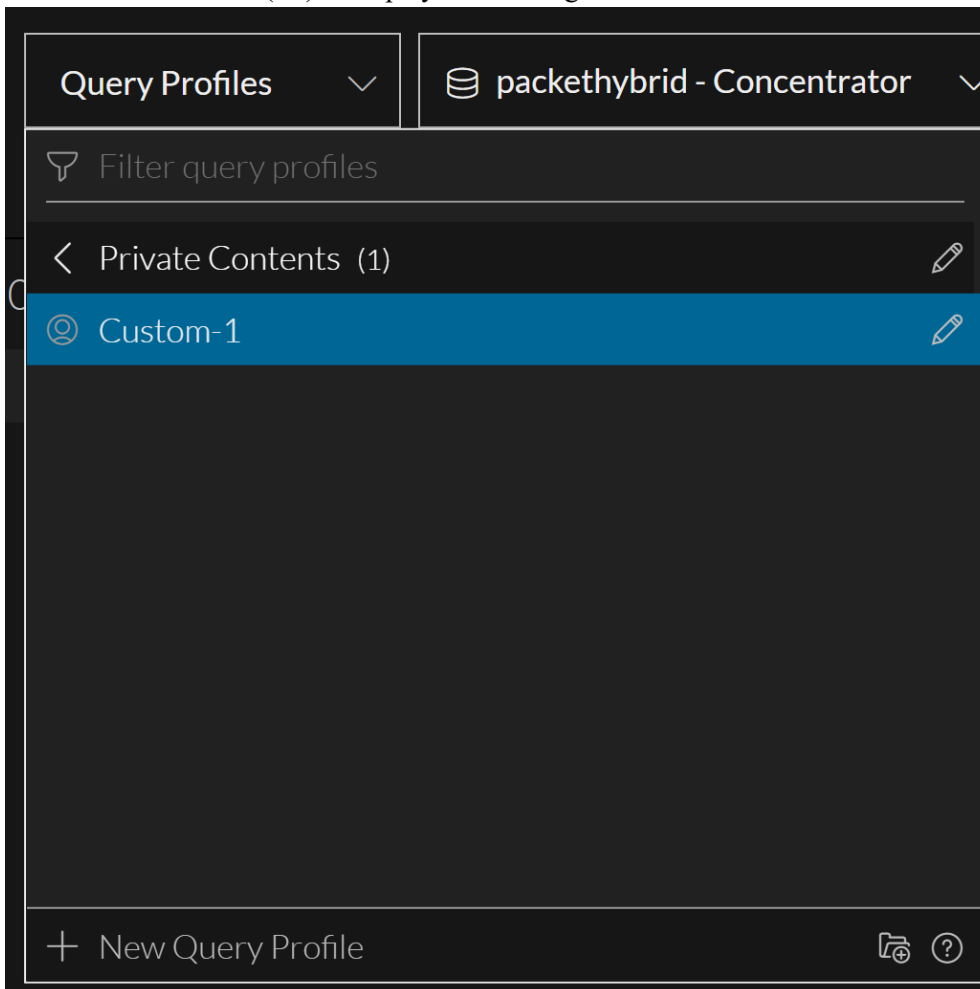 Query Profiles
packethybrid - Concentrator
Filter query profiles
Private Contents (1)
Custom-1
New Query Profile